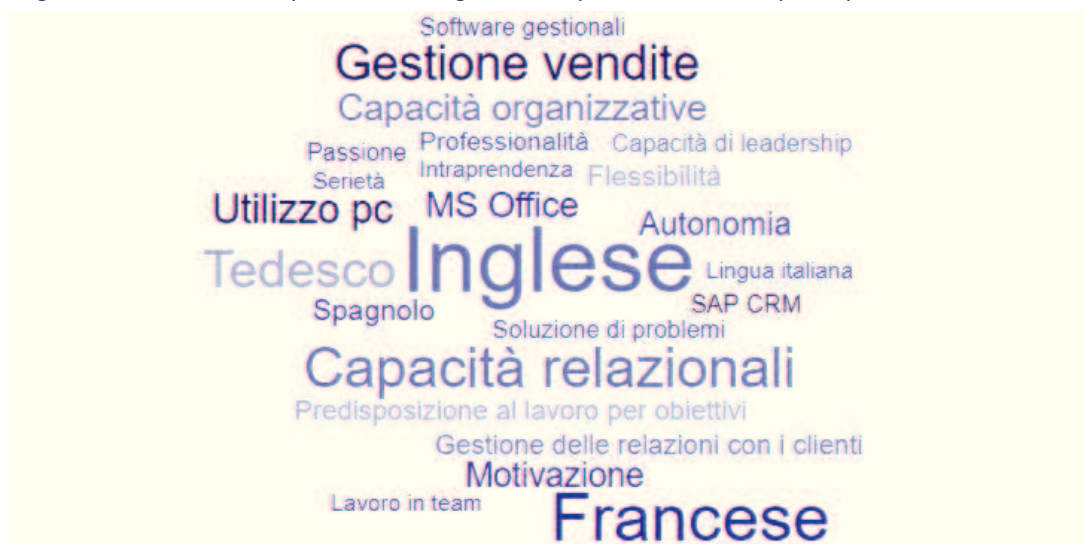 Software gestionali
Gestione vendite
Capacità organizzative
Professionalità
Capacità di leadership
Passione
Intraprendenza
Flessibilità
Serietà
Utilizzo pc
MS Office
Autonomia
Tedesco
Inglese
Lingua italiana
Spagnolo
SAP CRM
Soluzione di problemi
Capacità relazionali
Predisposizione al lavoro per obiettivi
Gestione delle relazioni con i clienti
Motivazione
Lavoro in team
Francese